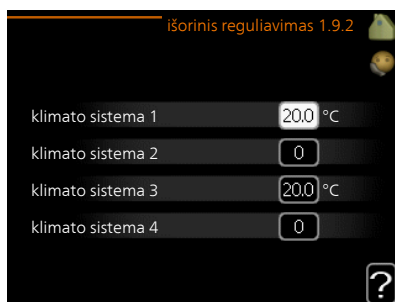 išorinis reguliavimas 1.9.2
klimato sistema 1 20.0 °C
klimato sistema 2 0
klimato sistema 3 20.0 °C
klimato sistema 4 0
?